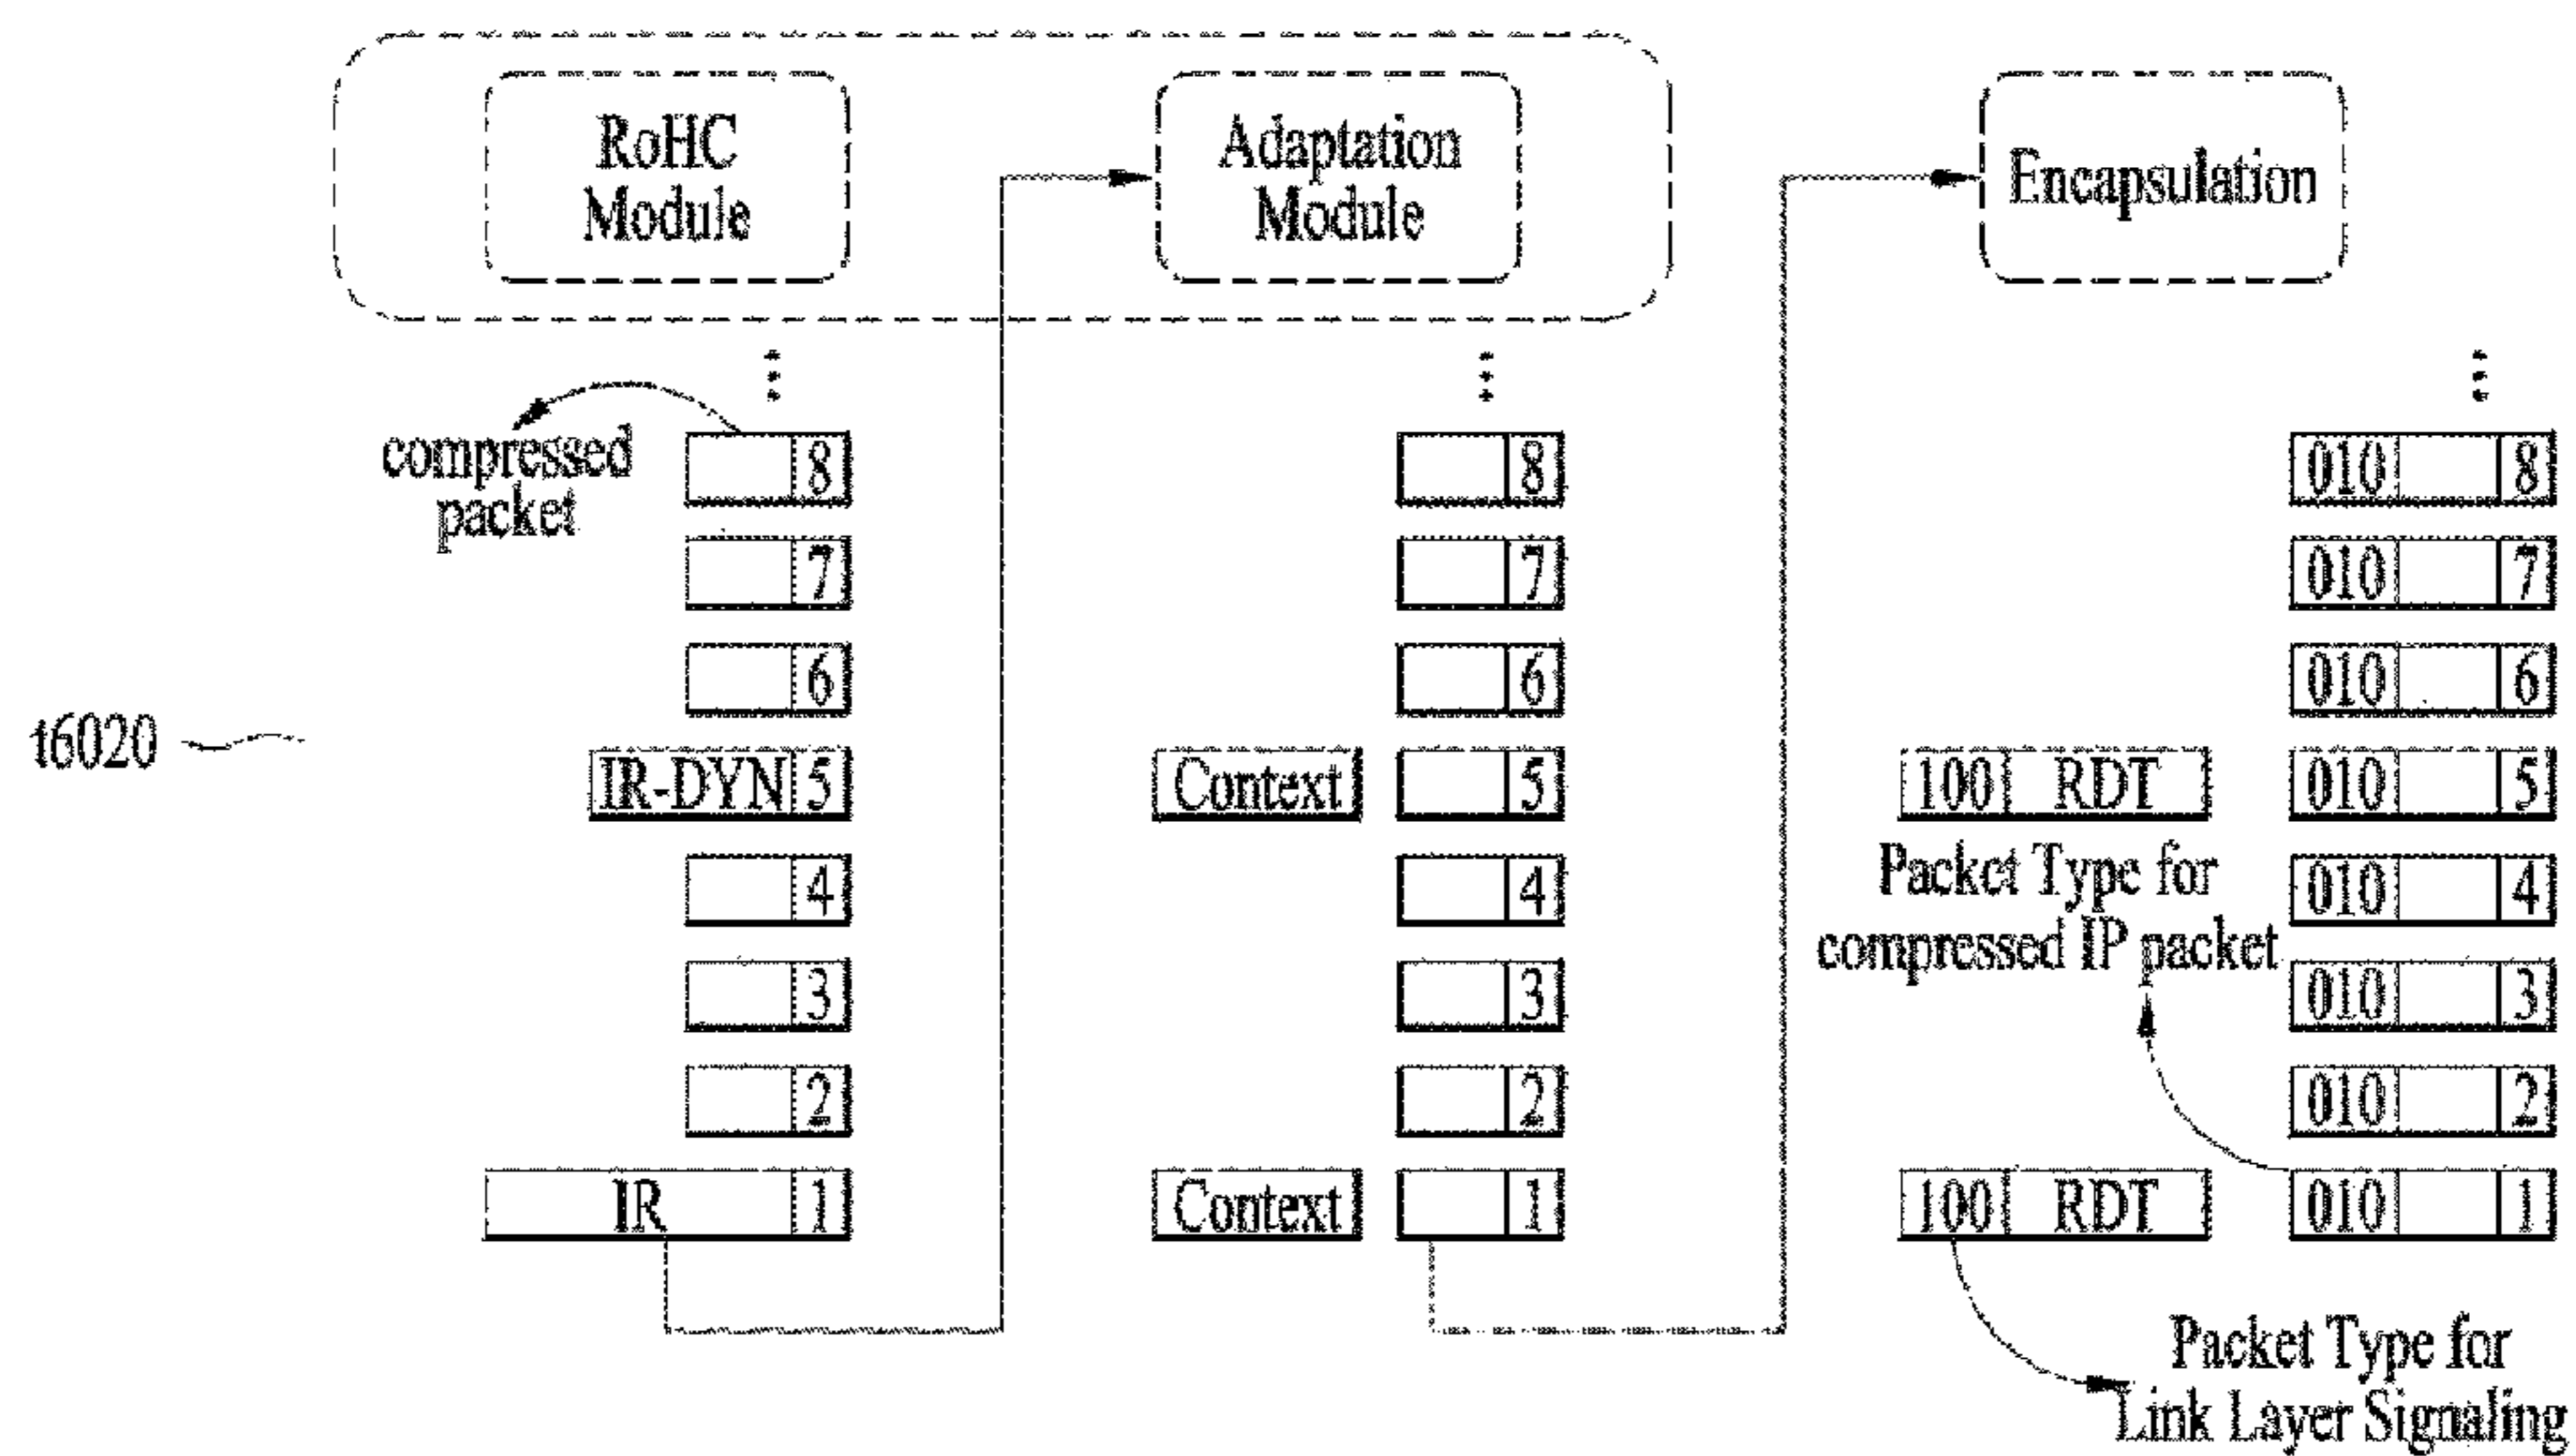 RoHC
Module
Adaptation
Module
Encapsulation
compressed
packet
8
8
010 8
7
7
010 7
6
6
010 6
t6020
IR-DYN 5
Context 5
100 RDT 010 5
Packet Type for
compressed IP packet
4
4
010 4
3
3
010 3
2
2
010 2
IR 1
Context 1
100 RDT 010 1
Packet Type for
Link Layer Signaling